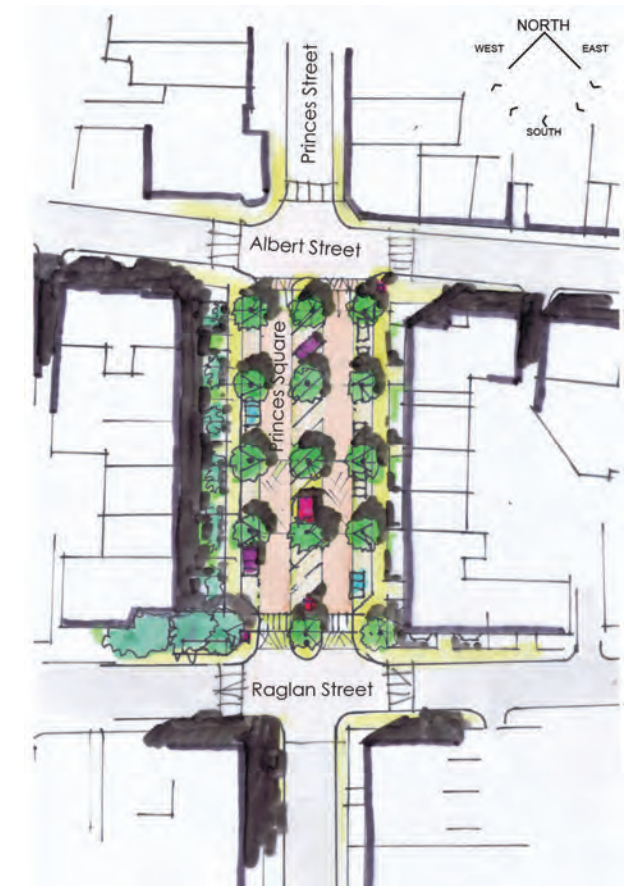 NORTH
WEST
EAST
SOUTH
Princes Street
Albert Street
Princes Square
Raglan Street